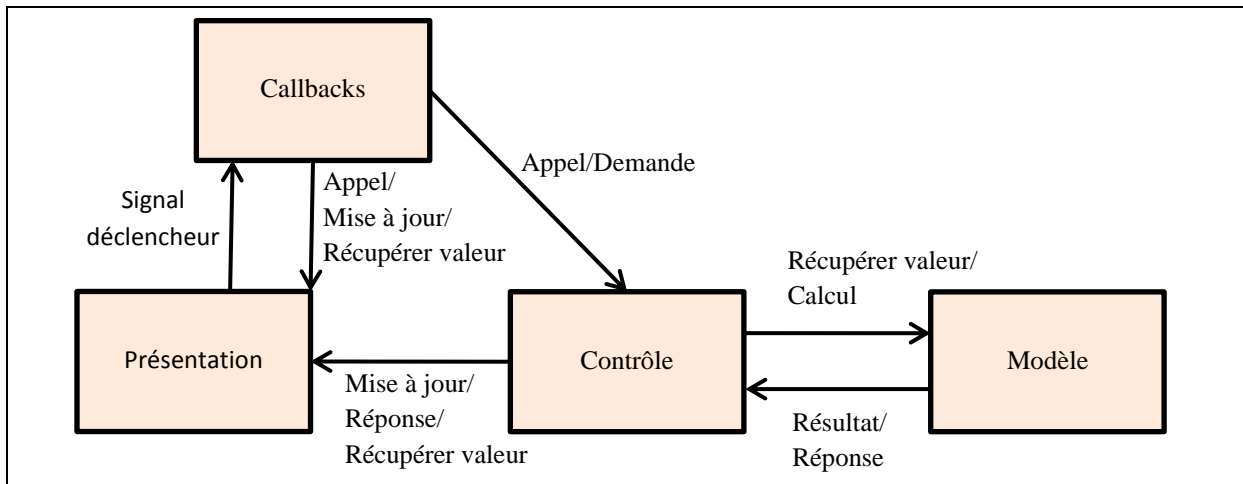 Callbacks
Appel/Demande
Signal
déclencheur
Appel/
Mise à jour/
Récupérer valeur
Récupérer valeur/
Calcul
Présentation
Contrôle
Modèle
Mise à jour/
Réponse/
Récupérer valeur
Résultat/
Réponse